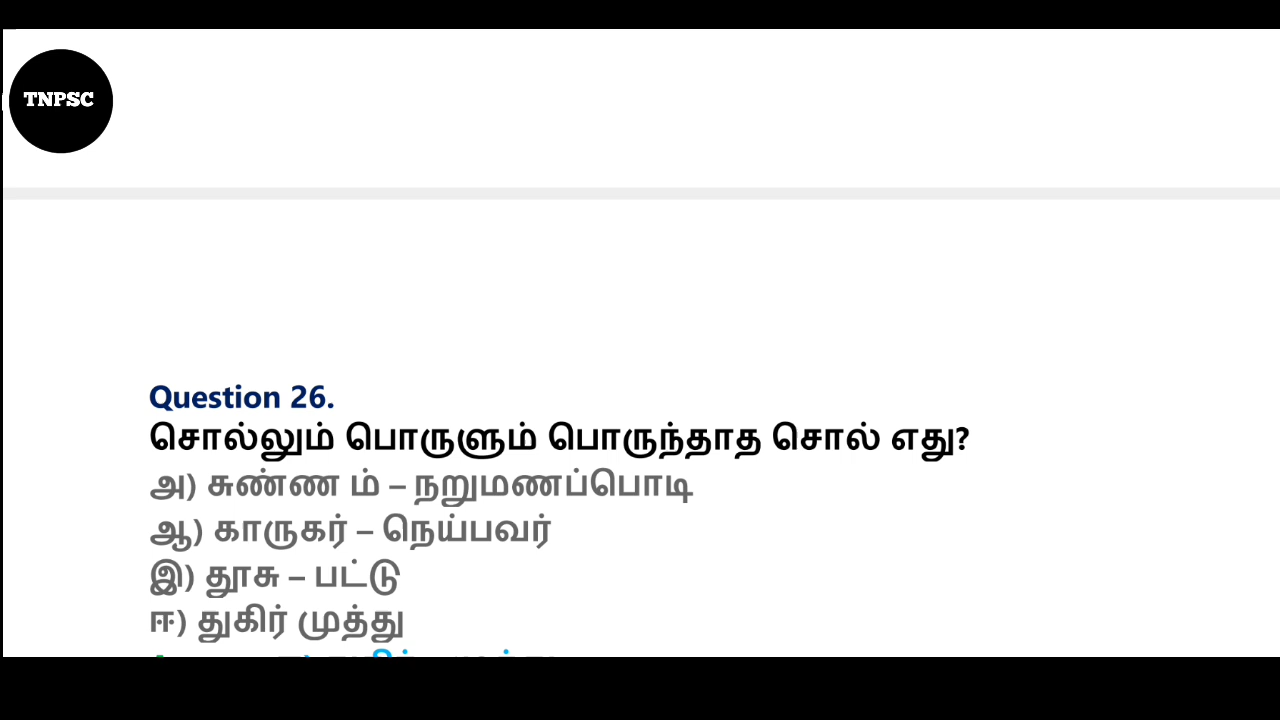 TNPSC
Question 26.
சொல்லும் பொருளும் பொருந்தாத சொல் எது?
அ) சுண்ண ம் – நறுமணப்பொடி
ஆ) காருகர் – நெய்பவர்
இ) தூசு – பட்டு
ஈ) துகிர் முத்து